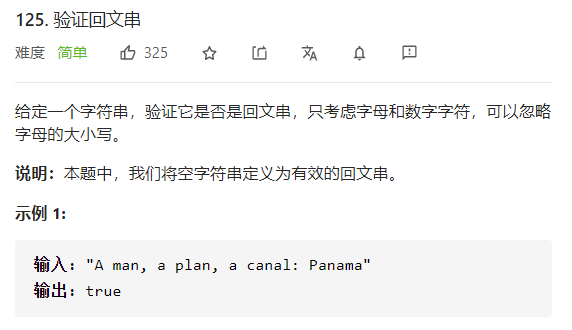 125. 验证回文串
难度 简单 325
给定一个字符串，验证它是否是回文串，只考虑字母和数字字符，可以忽略
字母的大小写。
说明：本题中，我们将空字符串定义为有效的回文串。
示例 1:
输入: "A man, a plan, a canal: Panama"
输出: true